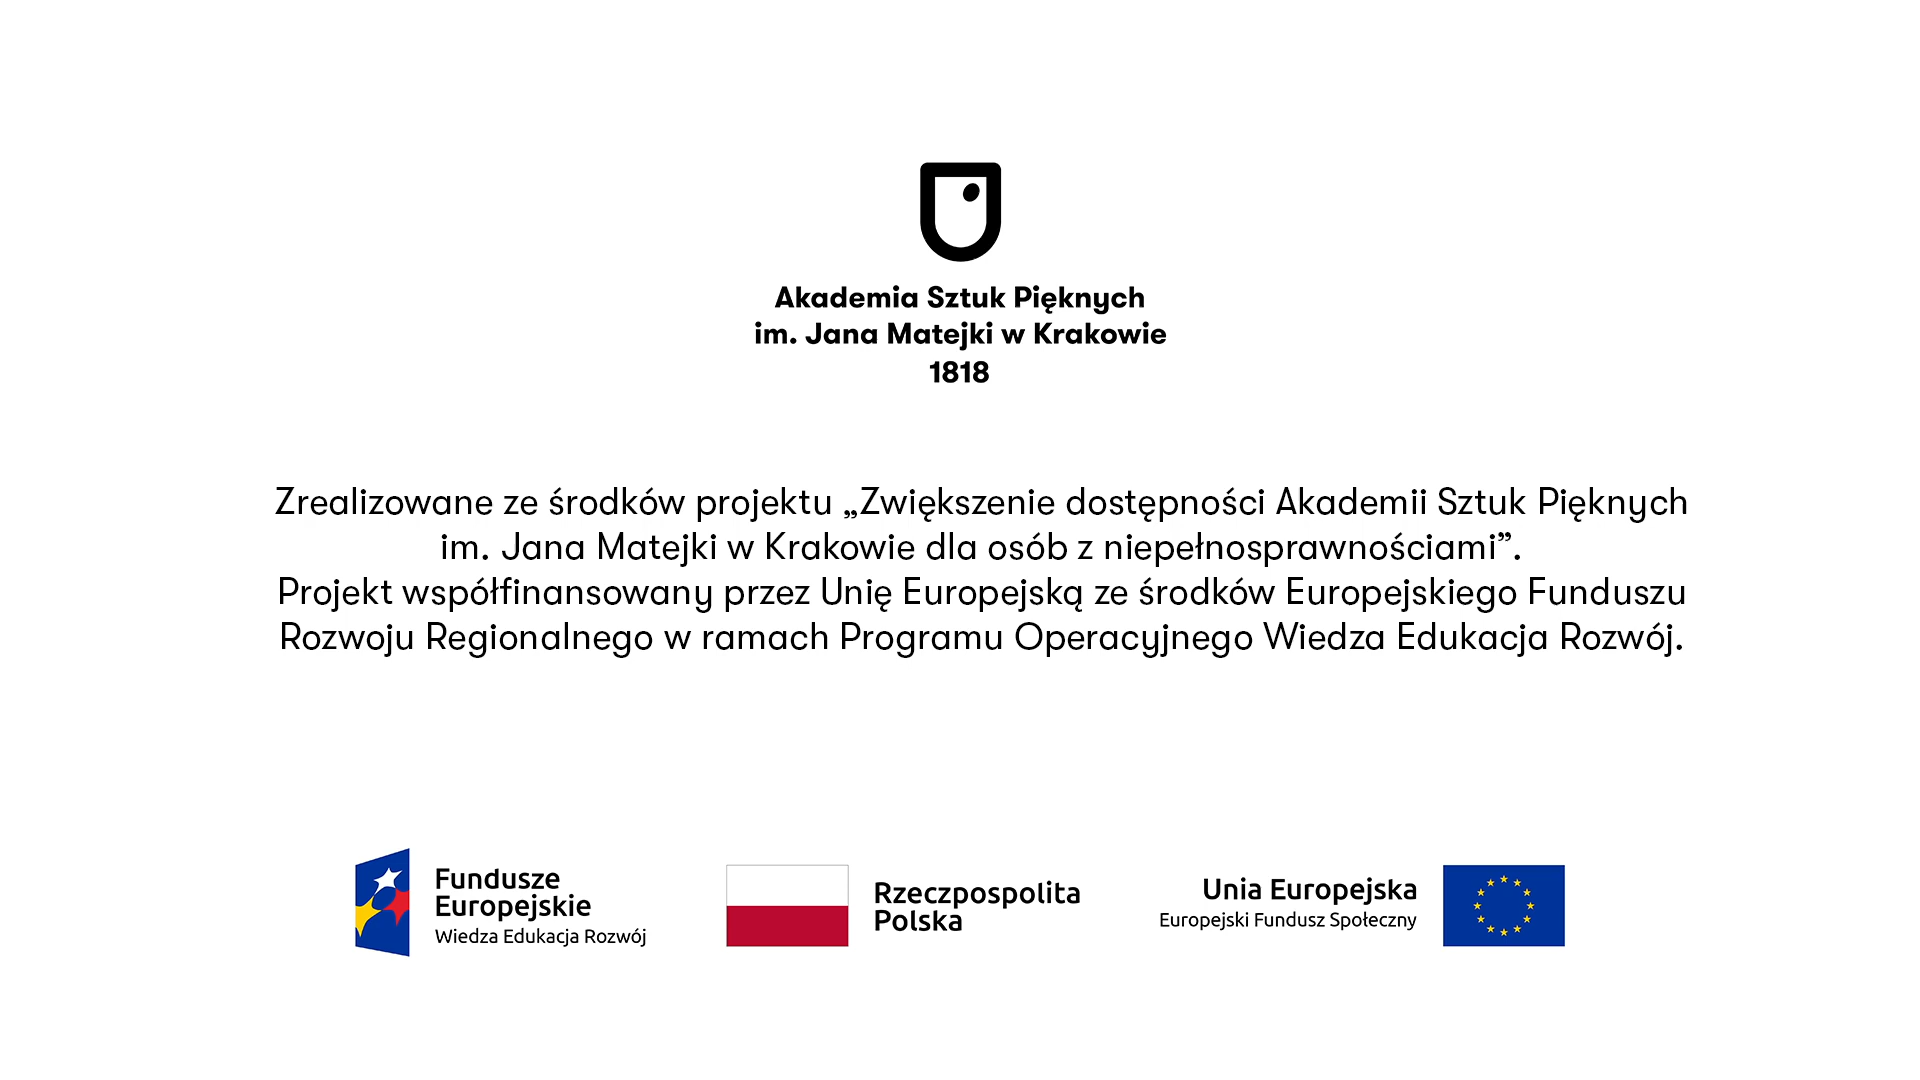 Akademia Sztuk Pięknych
im. Jana Matejki w Krakowie
1818
Zrealizowane ze środków projektu „Zwiększenie dostępności Akademii Sztuk Pięknych
im. Jana Matejki w Krakowie dla osób z niepełnosprawnościami”.
Projekt współfinansowany przez Unię Europejską ze środków Europejskiego Funduszu
Rozwoju Regionalnego w ramach Programu Operacyjnego Wiedza Edukacja Rozwój.
Fundusze
Europejskie
Wiedza Edukacja Rozwój
Rzeczpospolita
Polska
Unia Europejska
Europejski Fundusz Społeczny